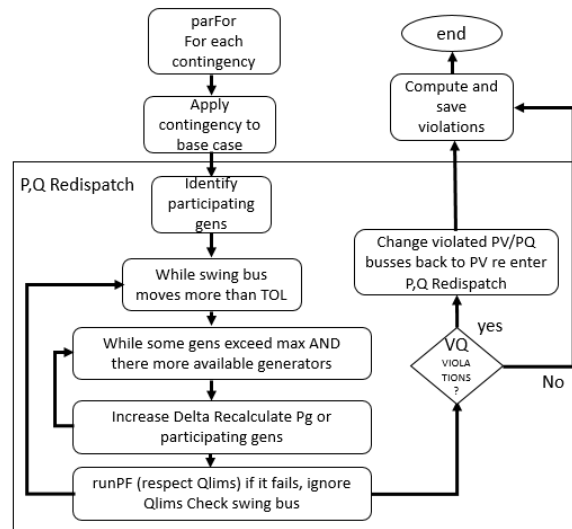 parFor
For each
contingency
Apply
contingency to
base case
P,Q Redispatch
Identify
participating
gens
While swing bus
moves more than TOL
While some gens exceed max AND
there more available generators
Increase Delta Recalculate Pg or
participating gens
runPF (respect Qlims) if it fails, ignore
Qlims Check swing bus
end
Compute and
save
violations
Change violated PV/PQ
busses back to PV re enter
P,Q Redispatch
yes
VQ
VIOLA
TIONS
?
No